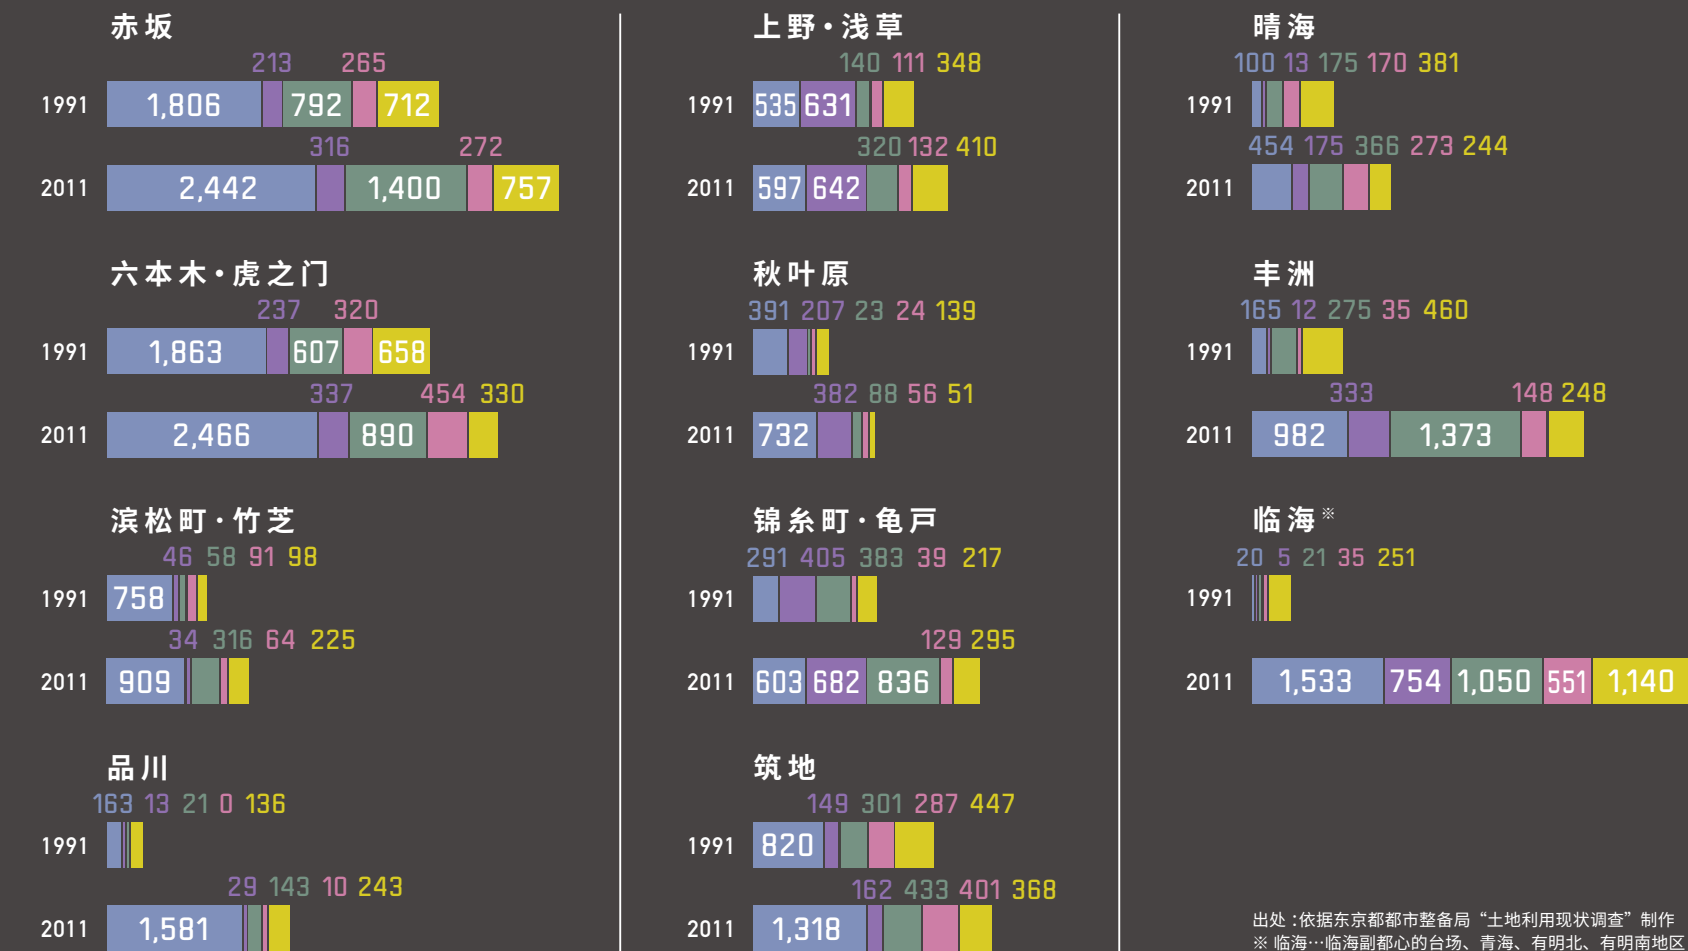 赤坂
213 265
1991 1,806 792 712
316 272
2011 2,442 1,400 757
六本木・虎之门
237 320
1991 1,863 607 658
337 454 330
2011 2,466 890
滨松町・竹芝
46 58 91 98
1991 758
34 316 64 225
2011 909
品川
163 13 21 0 136
1991
29 143 10 243
2011 1,581
上野・浅草
140 111 348
1991 535 631
320 132 410
2011 597 642
秋叶原
391 207 23 24 139
1991
382 88 56 51
2011 732
锦糸町・龟戸
291 405 383 39 217
1991
129 295
2011 603 682 836
筑地
149 301 287 447
1991 820
162 433 401 368
2011 1,318
晴海
100 13 175 170 381
1991
454 175 366 273 244
2011
丰洲
165 12 275 35 460
1991
333 148 248
2011 982 1,373
临海※
20 5 21 35 251
1991
2011 1,533 754 1,050 551 1,140
出处：依据东京都都市整备局“土地利用现状调查”制作
※ 临海…临海副都心的台场、青海、有明北、有明南地区